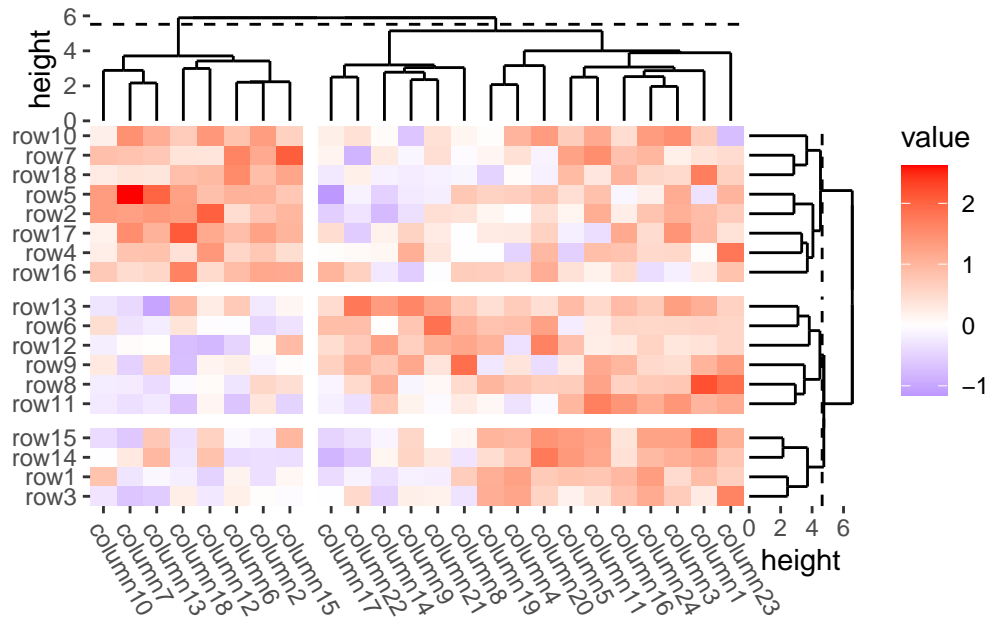 6
4
2
0
height
row10
row7
row18
row5
row2
row17
row4
row16
row13
row6
row12
row9
row8
row11
row15
row14
row1
row3
column10
column7
column13
column18
column12
column6
column2
column15
column17
column22
column14
column9
column21
column8
column19
column4
column20
column5
column11
column16
column24
column3
column1
column23
0 2 4 6
height
value
2
1
0
−1